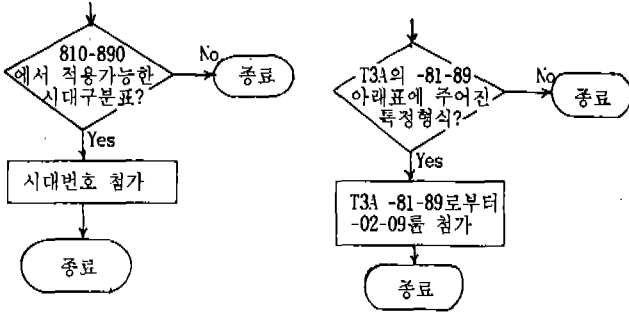 810-890
에서 적용가능한
시대구분표?
No
종료
Yes
시대번호 첨가
종료
T3A의 -81-89
아래표에 주어진
특정형식?
No
종료
Yes
T3A -81-89로부터
-02-09를 첨가
종료